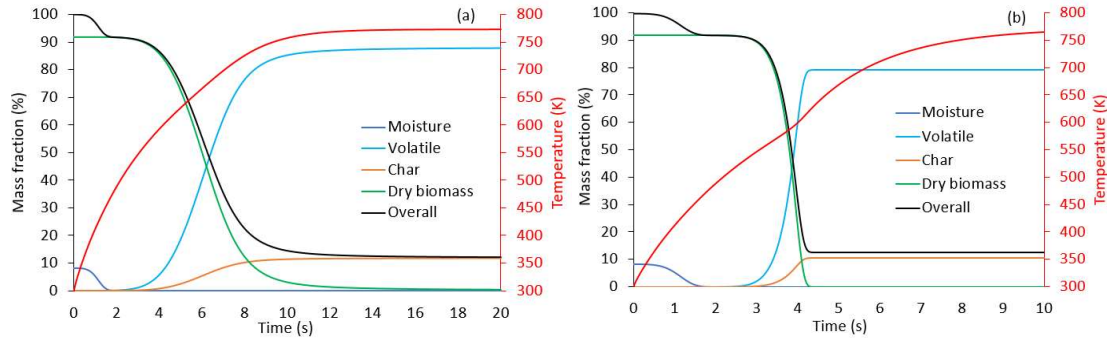 (a)
100
90
80
70
60
50
40
30
20
10
0
Mass fraction (%)
800
750
700
650
600
550
500
450
400
350
300
Temperature (K)
Moisture
Volatile
Char
Dry biomass
Overall
0 2 4 6 8 10 12 14 16 18 20
Time (s)
(b)
100
90
80
70
60
50
40
30
20
10
0
Mass fraction (%)
800
750
700
650
600
550
500
450
400
350
300
Temperature (K)
Moisture
Volatile
Char
Dry biomass
Overall
0 1 2 3 4 5 6 7 8 9 10
Time (s)